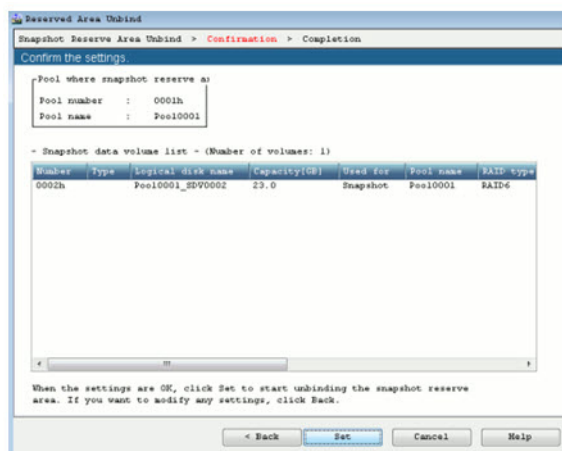 Reserved Area Unbind
Snapshot Reserve Area Unbind > Confirmation > Completion
Confirm the settings.
Pool where snapshot reserve a
Pool number : 0001h
Pool name : Pool0001
- Snapshot data volume list - (Number of volumes: 1)
Number Type Logical disk name Capacity[GB] Used for Pool name RAID type
0002h Pool0001_SDV0002 23.0 Snapshot Pool0001 RAID6
When the settings are OK, click Set to start unbinding the snapshot reserve
area. If you want to modify any settings, click Back.
< Back Set Cancel Help